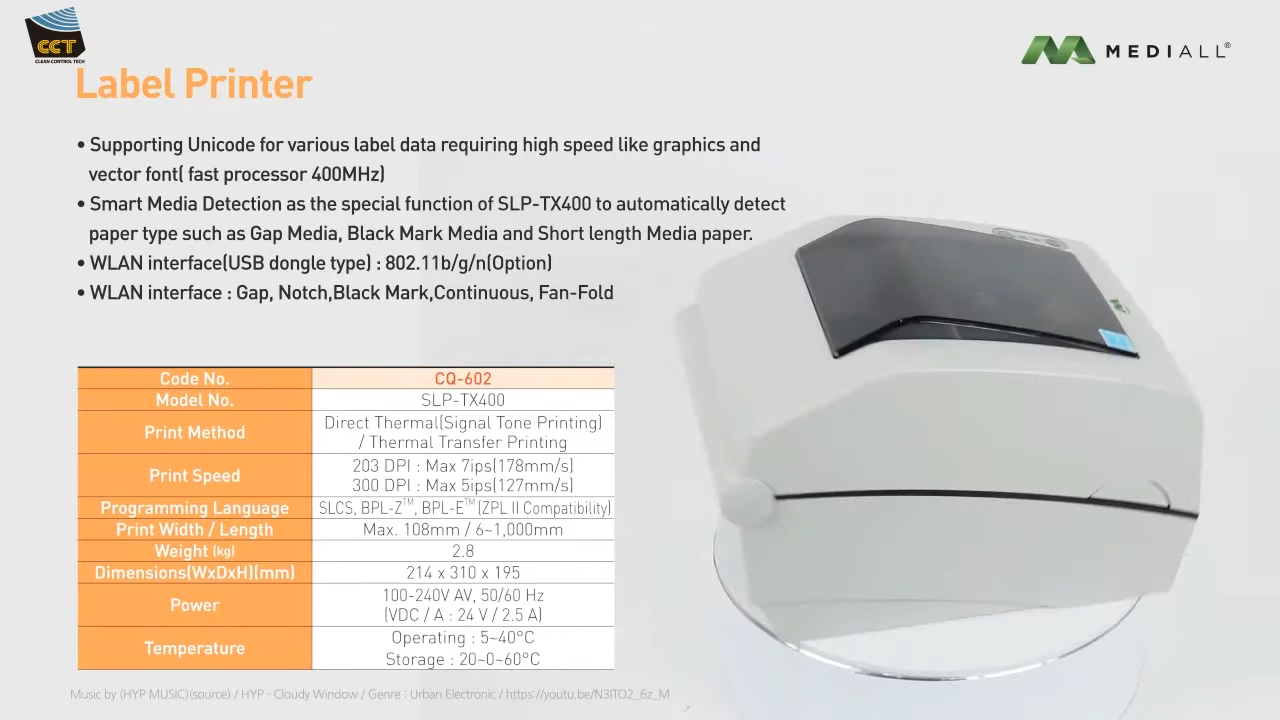 CCT
CLEAN CONTROL TECH
MEDIALL®
Label Printer
• Supporting Unicode for various label data requiring high speed like graphics and
vector font( fast processor 400MHz)
• Smart Media Detection as the special function of SLP-TX400 to automatically detect
paper type such as Gap Media, Black Mark Media and Short length Media paper.
• WLAN interface(USB dongle type) : 802.11b/g/n(Option)
• WLAN interface : Gap, Notch,Black Mark,Continuous, Fan-Fold
Code No. CQ-602
Model No. SLP-TX400
Print Method Direct Thermal(Signal Tone Printing)
/ Thermal Transfer Printing
Print Speed 203 DPI : Max 7ips(178mm/s)
300 DPI : Max 5ips(127mm/s)
Programming Language SLCS, BPL-Z™, BPL-E™ (ZPL II Compatibility)
Print Width / Length Max. 108mm / 6~1,000mm
Weight (kg) 2.8
Dimensions(WxDxH)(mm) 214 x 310 x 195
Power 100-240V AV, 50/60 Hz
(VDC / A : 24 V / 2.5 A)
Temperature Operating : 5~40°C
Storage : 20~0~60°C
Music by (HYP MUSIC)(source) / HYP - Cloudy Window / Genre : Urban Electronic / https://youtu.be/N3lTO2_6z_M